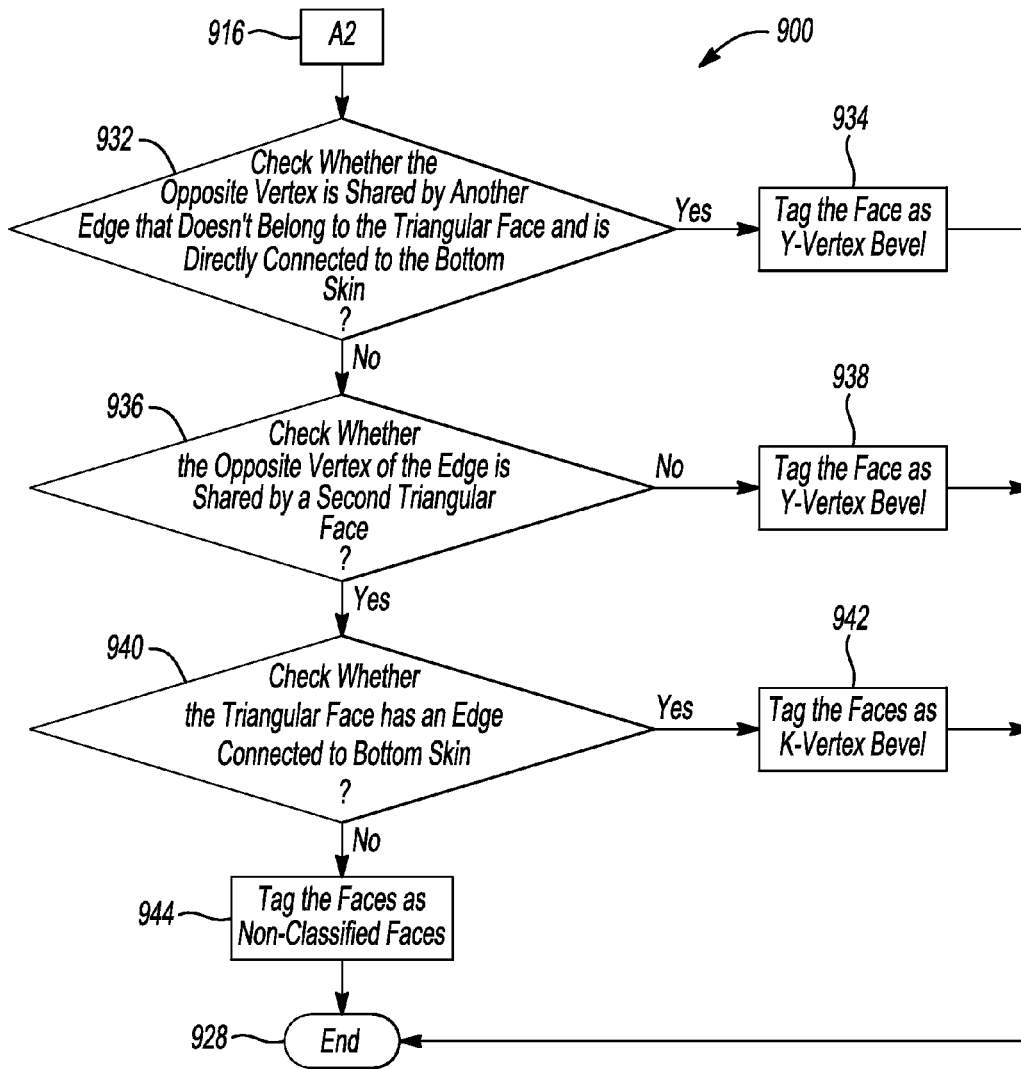 916
A2
900
932
Check Whether the
Opposite Vertex is Shared by Another
Edge that Doesn't Belong to the Triangular Face and is
Directly Connected to the Bottom
Skin
?
Yes
934
Tag the Face as
Y-Vertex Bevel
No
936
Check Whether
the Opposite Vertex of the Edge is
Shared by a Second Triangular
Face
?
No
938
Tag the Face as
Y-Vertex Bevel
Yes
940
Check Whether
the Triangular Face has an Edge
Connected to Bottom Skin
?
Yes
942
Tag the Faces as
K-Vertex Bevel
No
944
Tag the Faces as
Non-Classified Faces
928
End